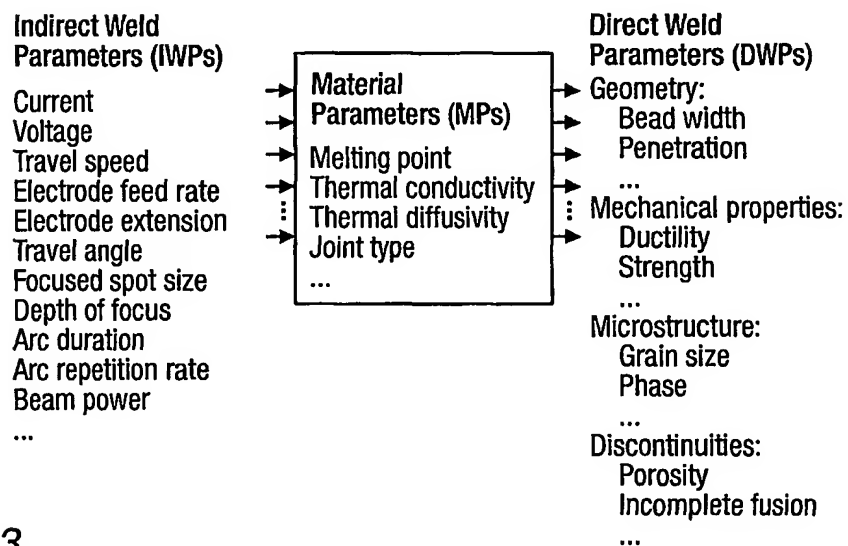 Indirect Weld
Parameters (IWPs)
Current
Voltage
Travel speed
Electrode feed rate
Electrode extension
Travel angle
Focused spot size
Depth of focus
Arc duration
Arc repetition rate
Beam power
...
Material
Parameters (MPs)
Melting point
Thermal conductivity
Thermal diffusivity
Joint type
...
Direct Weld
Parameters (DWPs)
Geometry:
Bead width
Penetration
...
Mechanical properties:
Ductility
Strength
...
Microstructure:
Grain size
Phase
...
Discontinuities:
Porosity
Incomplete fusion
...
3